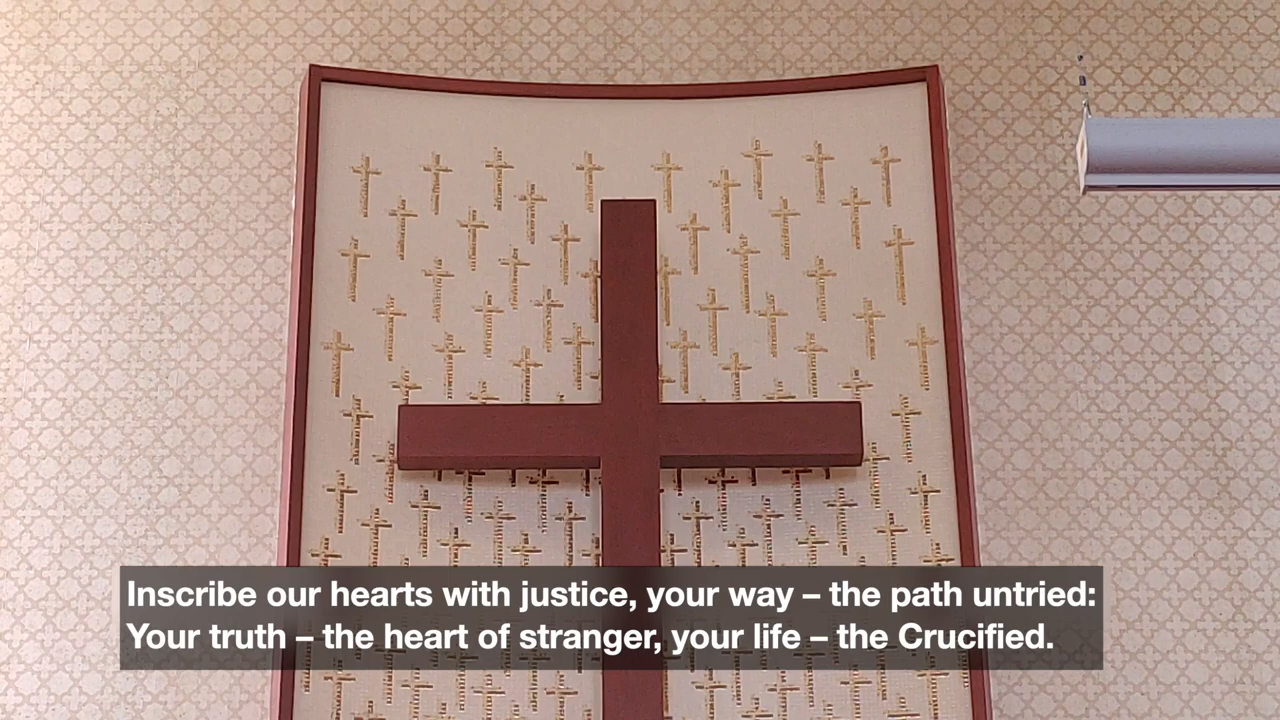 Inscribe our hearts with justice, your way – the path untried:
Your truth – the heart of stranger, your life – the Crucified.